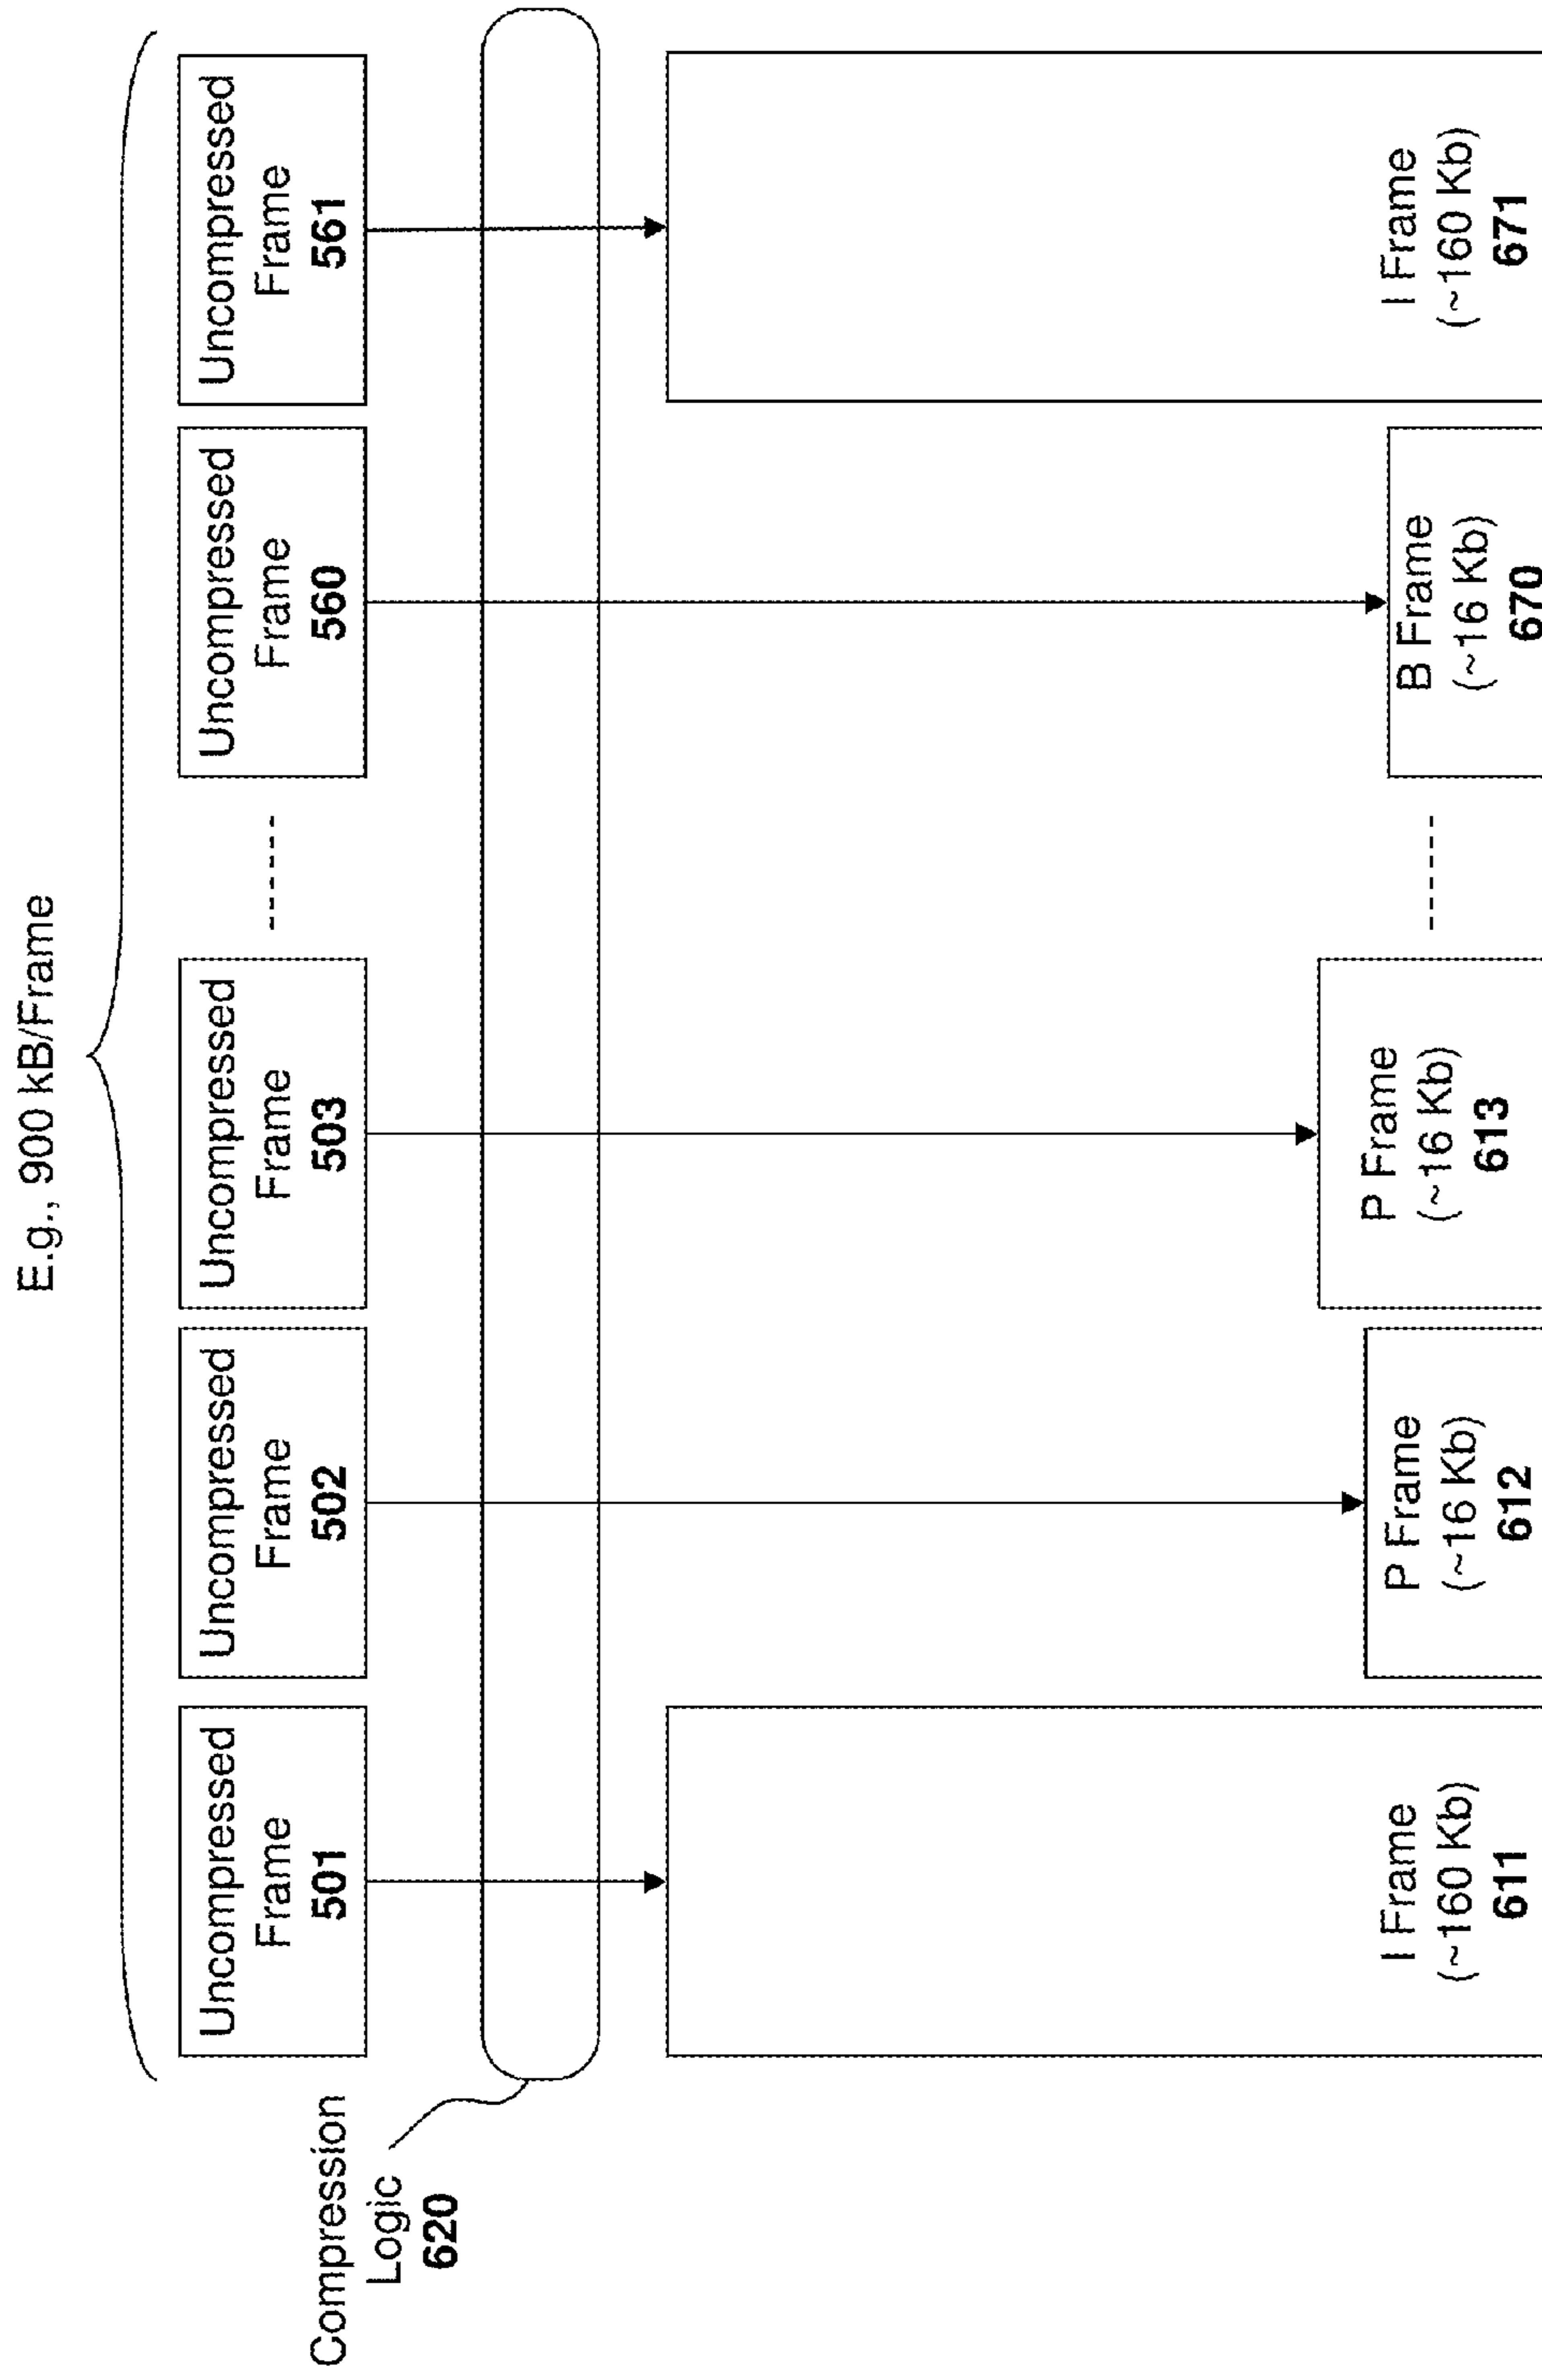 E.g., 900 kB/Frame
Uncompressed
Frame
501
Uncompressed
Frame
502
Uncompressed
Frame
503
------
Uncompressed
Frame
560
Uncompressed
Frame
561
Compression
Logic
620
I Frame
(~160 Kb)
611
P Frame
(~16 Kb)
612
P Frame
(~16 Kb)
613
------
B Frame
(~16 Kb)
670
I Frame
(~160 Kb)
671